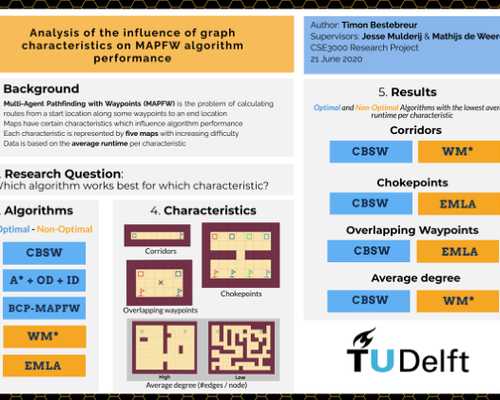 Analysis of the influence of graph
characteristics on MAPFW algorithm
performance
Author: Timon Bestebreur
Supervisors: Jesse Mulderij & Mathijs de
CSE3000 Research Project
21 June 2020
Background
Multi-Agent Pathfinding with Waypoints (MAPFW) is the problem of calculating
routes from a start location along some waypoints to an end location
Maps have certain characteristics which influence algorithm performance
Each characteristic is represented by five maps with increasing difficulty
Data is based on the average runtime per characteristic
Research Question:
which algorithm works best for which characteristic?
Algorithms
Optimal - Non-Optimal
CBSW
A* + OD + ID
BCP-MAPFW
WM*
EMLA
4. Characteristics
Corridors
Chokepoints
Overlapping waypoints
High
Low
Average degree (#edges / node)
5. Results
Optimal and Non-Optimal Algorithms with the lowest
runtime per characteristic
Corridors
CBSW
WM*
Chokepoints
CBSW
EMLA
Overlapping Waypoints
CBSW
EMLA
Average degree
CBSW
WM*
TUDelft